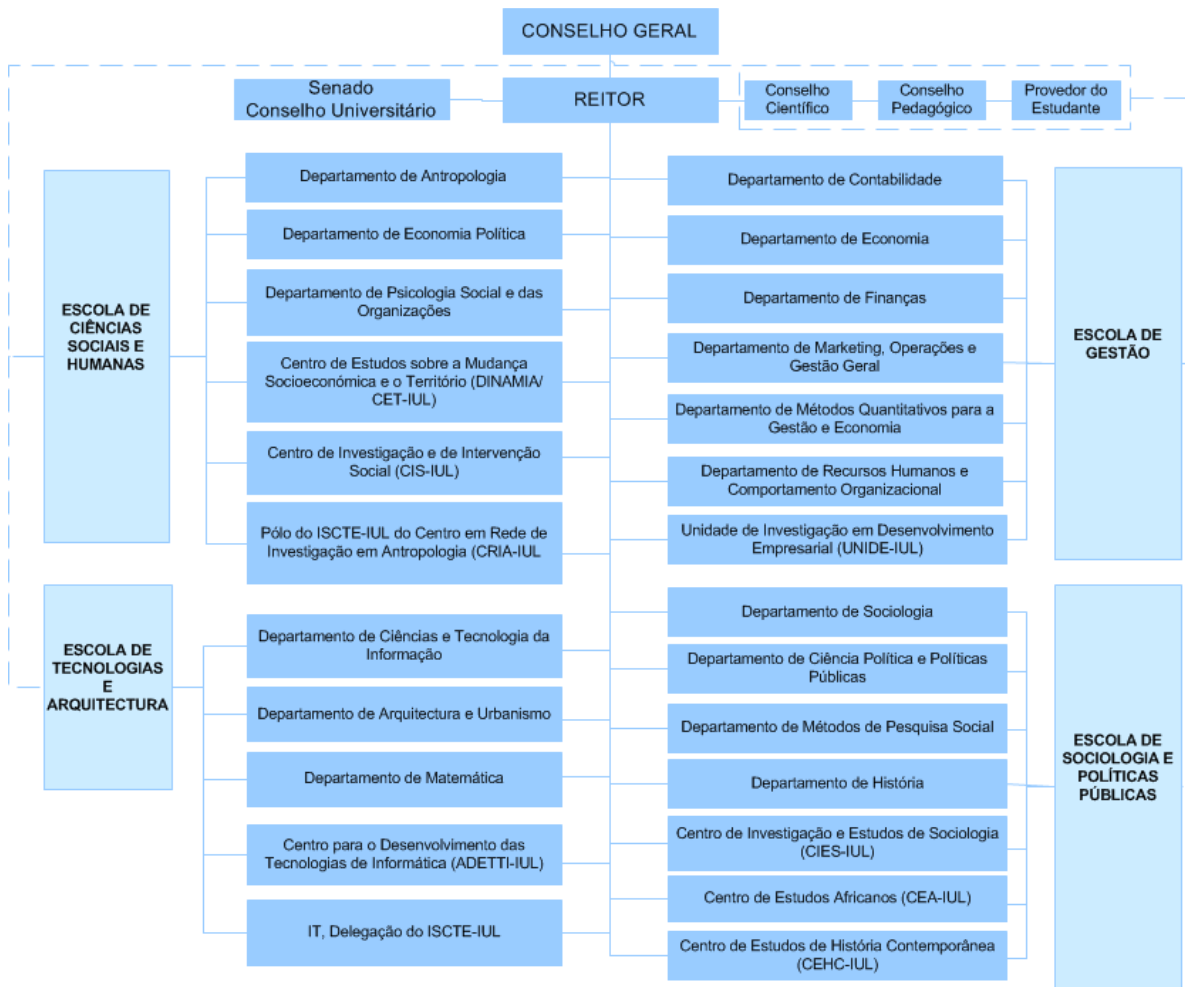 CONSELHO GERAL
Senado
Conselho Universitário
REITOR
Conselho
Científico
Conselho
Pedagógico
Provedor do
Estudante
ESCOLA DE
CIÊNCIAS
SOCIAIS E
HUMANAS
Departamento de Antropologia
Departamento de Economia Política
Departamento de Psicologia Social e das
Organizações
Centro de Estudos sobre a Mudança
Socioeconómica e o Território (DINAMIA/
CET-IUL)
Centro de Investigação e de Intervenção
Social (CIS-IUL)
Pólo do ISCTE-IUL do Centro em Rede de
Investigação em Antropologia (CRIA-IUL
Departamento de Contabilidade
Departamento de Economia
Departamento de Finanças
Departamento de Marketing, Operações e
Gestão Geral
Departamento de Métodos Quantitativos para a
Gestão e Economia
Departamento de Recursos Humanos e
Comportamento Organizacional
Unidade de Investigação em Desenvolvimento
Empresarial (UNIDE-IUL)
ESCOLA DE
GESTÃO
ESCOLA DE
TECNOLOGIAS
E
ARQUITECTURA
Departamento de Ciências e Tecnologia da
Informação
Departamento de Arquitectura e Urbanismo
Departamento de Matemática
Centro para o Desenvolvimento das
Tecnologias de Informática (ADETTI-IUL)
IT, Delegação do ISCTE-IUL
Departamento de Sociologia
Departamento de Ciência Política e Políticas
Públicas
Departamento de Métodos de Pesquisa Social
Departamento de História
Centro de Investigação e Estudos de Sociologia
(CIES-IUL)
Centro de Estudos Africanos (CEA-IUL)
Centro de Estudos de História Contemporânea
(CEHC-IUL)
ESCOLA DE
SOCIOLOGIA E
POLÍTICAS
PÚBLICAS